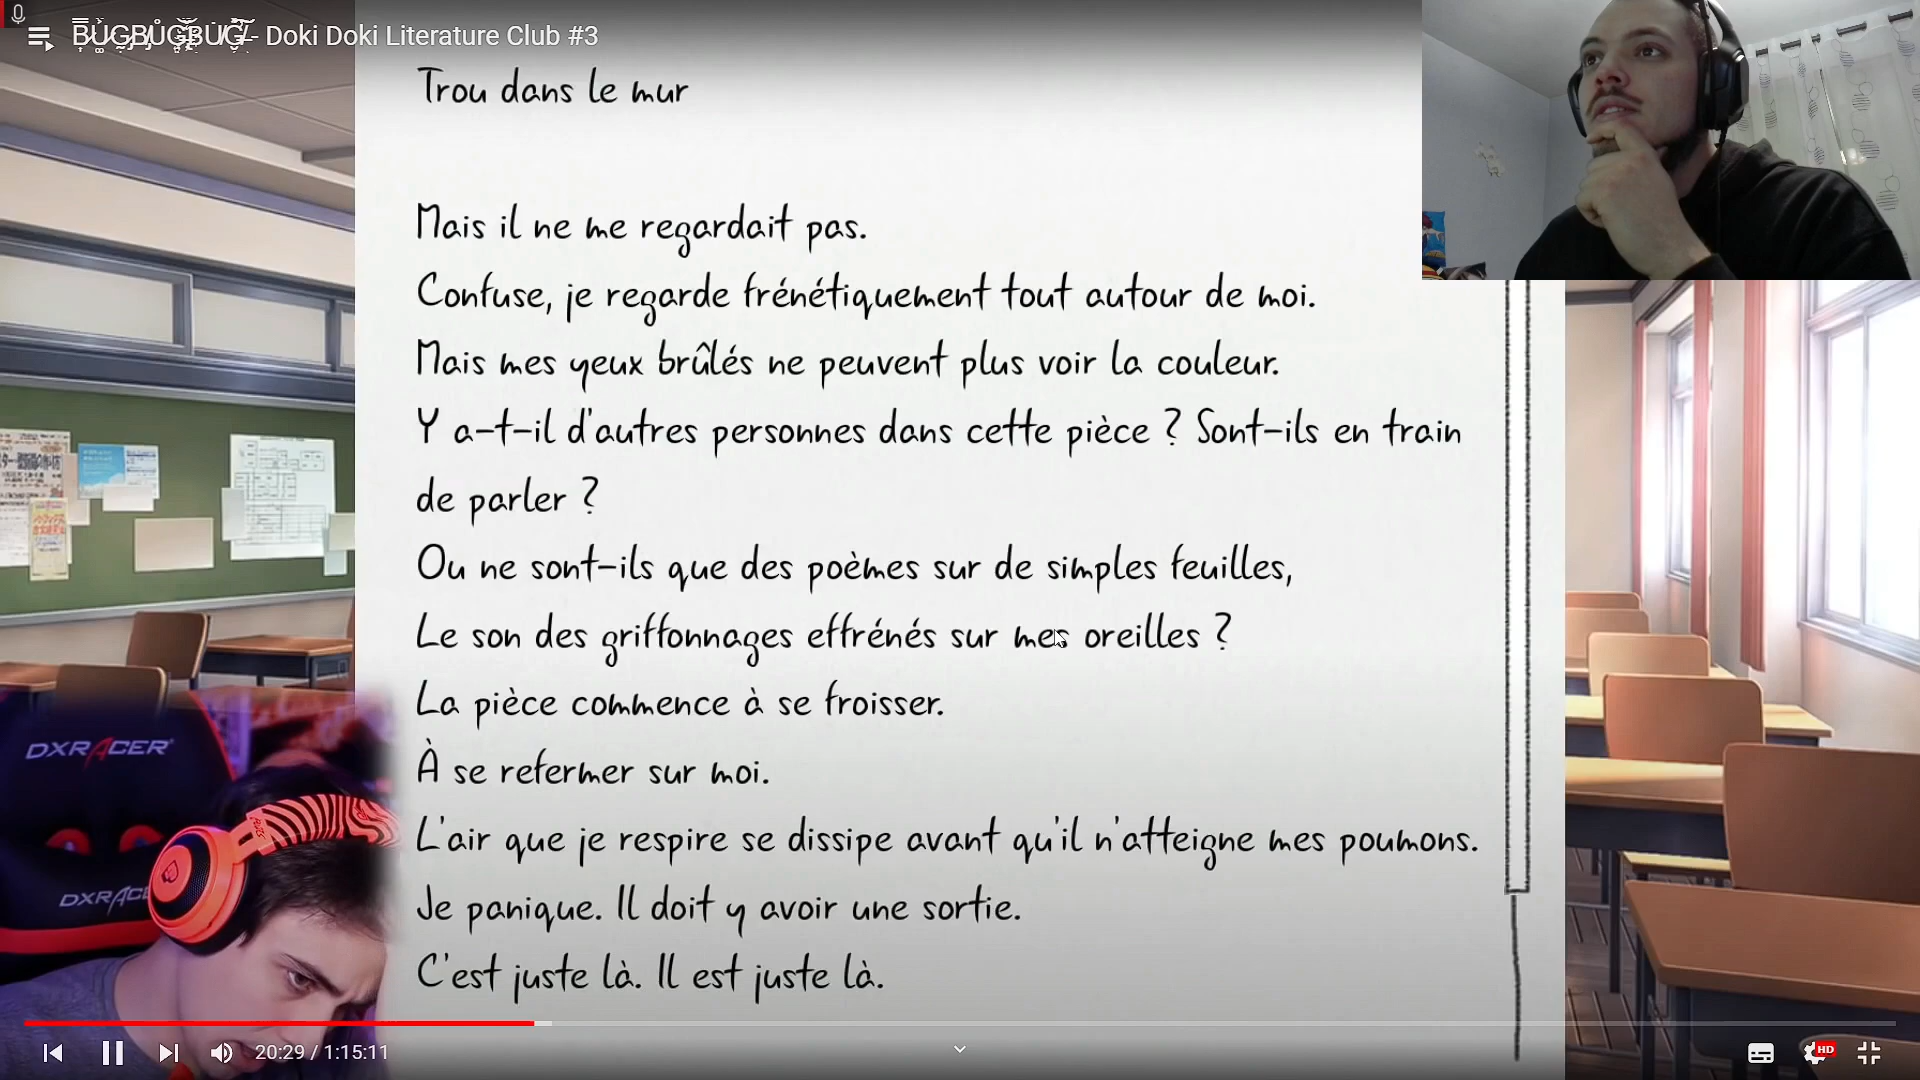 BUGBUGBUG - Doki Doki Literature Club #3
Trou dans le mur
Mais il ne me regardait pas.
Confuse, je regarde frénétiquement tout autour de moi.
Mais mes yeux brûlés ne peuvent plus voir la couleur.
Y a-t-il d'autres personnes dans cette pièce ? Sont-ils en train
de parler ?
Ou ne sont-ils que des poèmes sur de simples feuilles,
Le son des griffonnages effrénés sur mes oreilles ?
La pièce commence à se froisser.
À se refermer sur moi.
L'air que je respire se dissipe avant qu'il n'atteigne mes poumons.
Je panique. Il doit y avoir une sortie.
C'est juste là. Il est juste là.
DXRACER
DXRACE
20:29 / 1:15:11
HD